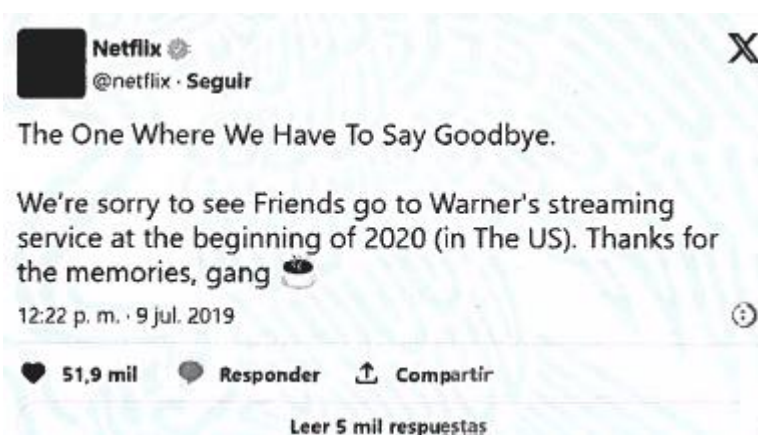 Netflix
@netflix · Seguir
The One Where We Have To Say Goodbye.
We're sorry to see Friends go to Warner's streaming
service at the beginning of 2020 (in The US). Thanks for
the memories, gang ☕
12:22 p. m. · 9 jul. 2019
51,9 mil Responder Compartir
Leer 5 mil respuestas